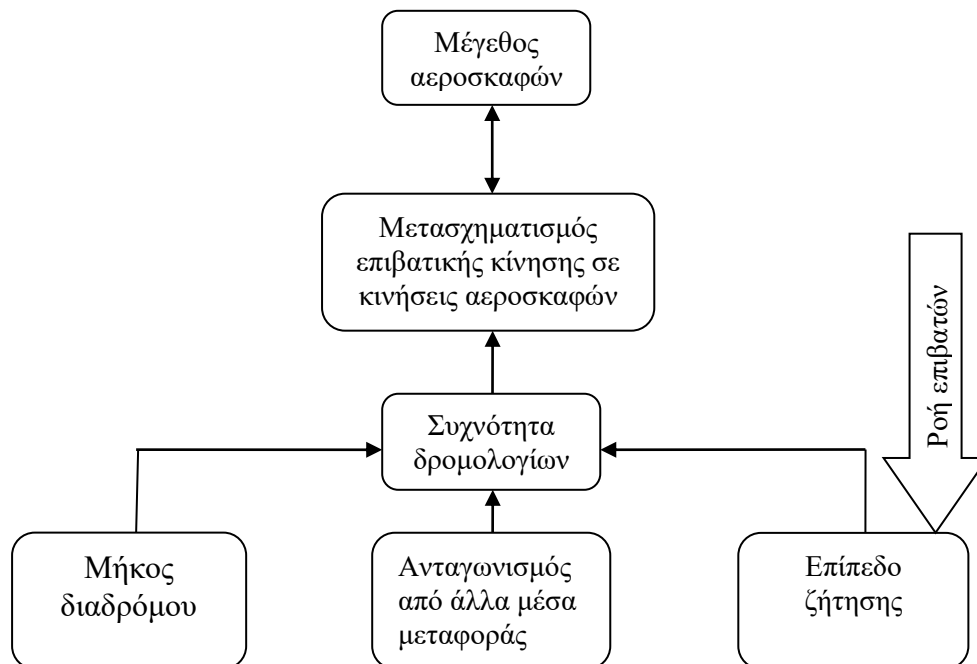 Μέγεθος
αεροσκαφών
Μετασχηματισμός
επιβατικής κίνησης σε
κινήσεις αεροσκαφών
Ροή επιβατών
Συχνότητα
δρομολογίων
Μήκος
διαδρόμου
Ανταγωνισμός
από άλλα μέσα
μεταφοράς
Επίπεδο
ζήτησης